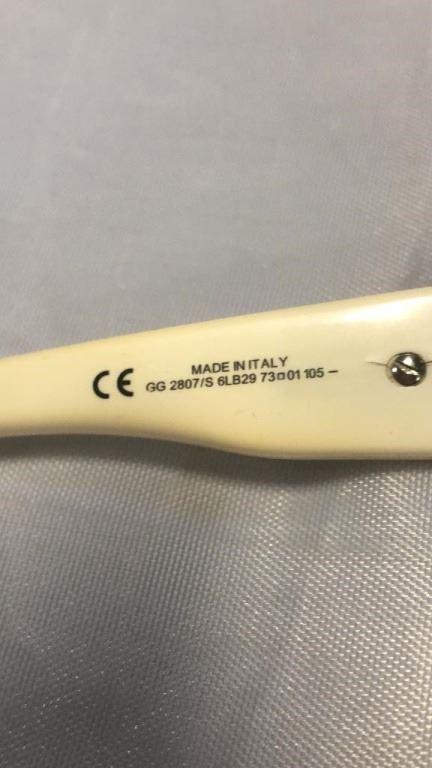 MADE IN ITALY
CE GG 2807/S 6LB29 73□01 105 –